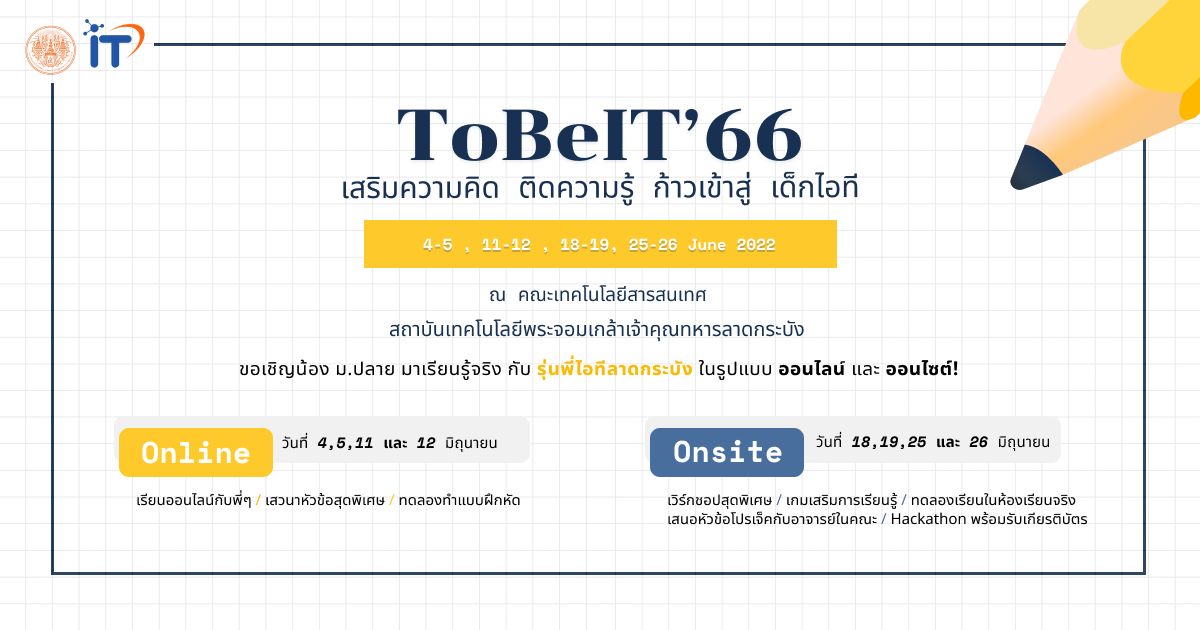 iT
ToBeIT’66
เสริมความคิด ติดความรู้ ก้าวเข้าสู่ เด็กไอที
4-5 , 11-12 , 18-19, 25-26 June 2022
ณ คณะเทคโนโลยีสารสนเทศ
สถาบันเทคโนโลยีพระจอมเกล้าเจ้าคุณทหารลาดกระบัง
ขอเชิญน้อง ม.ปลาย มาเรียนรู้จริง กับ รุ่นพี่ไอทีลาดกระบัง ในรูปแบบ ออนไลน์ และ ออนไซต์!
Online วันที่ 4,5,11 และ 12 มิถุนายน
เรียนออนไลน์กับพี่ๆ / เสวนาหัวข้อสุดพิเศษ / ทดลองทำแบบฝึกหัด
Onsite วันที่ 18,19,25 และ 26 มิถุนายน
เวิร์กชอปสุดพิเศษ / เกมเสริมการเรียนรู้ / ทดลองเรียนในห้องเรียนจริง
เสนอหัวข้อโปรเจ็คกับอาจารย์ในคณะ / Hackathon พร้อมรับเกียรติบัตร